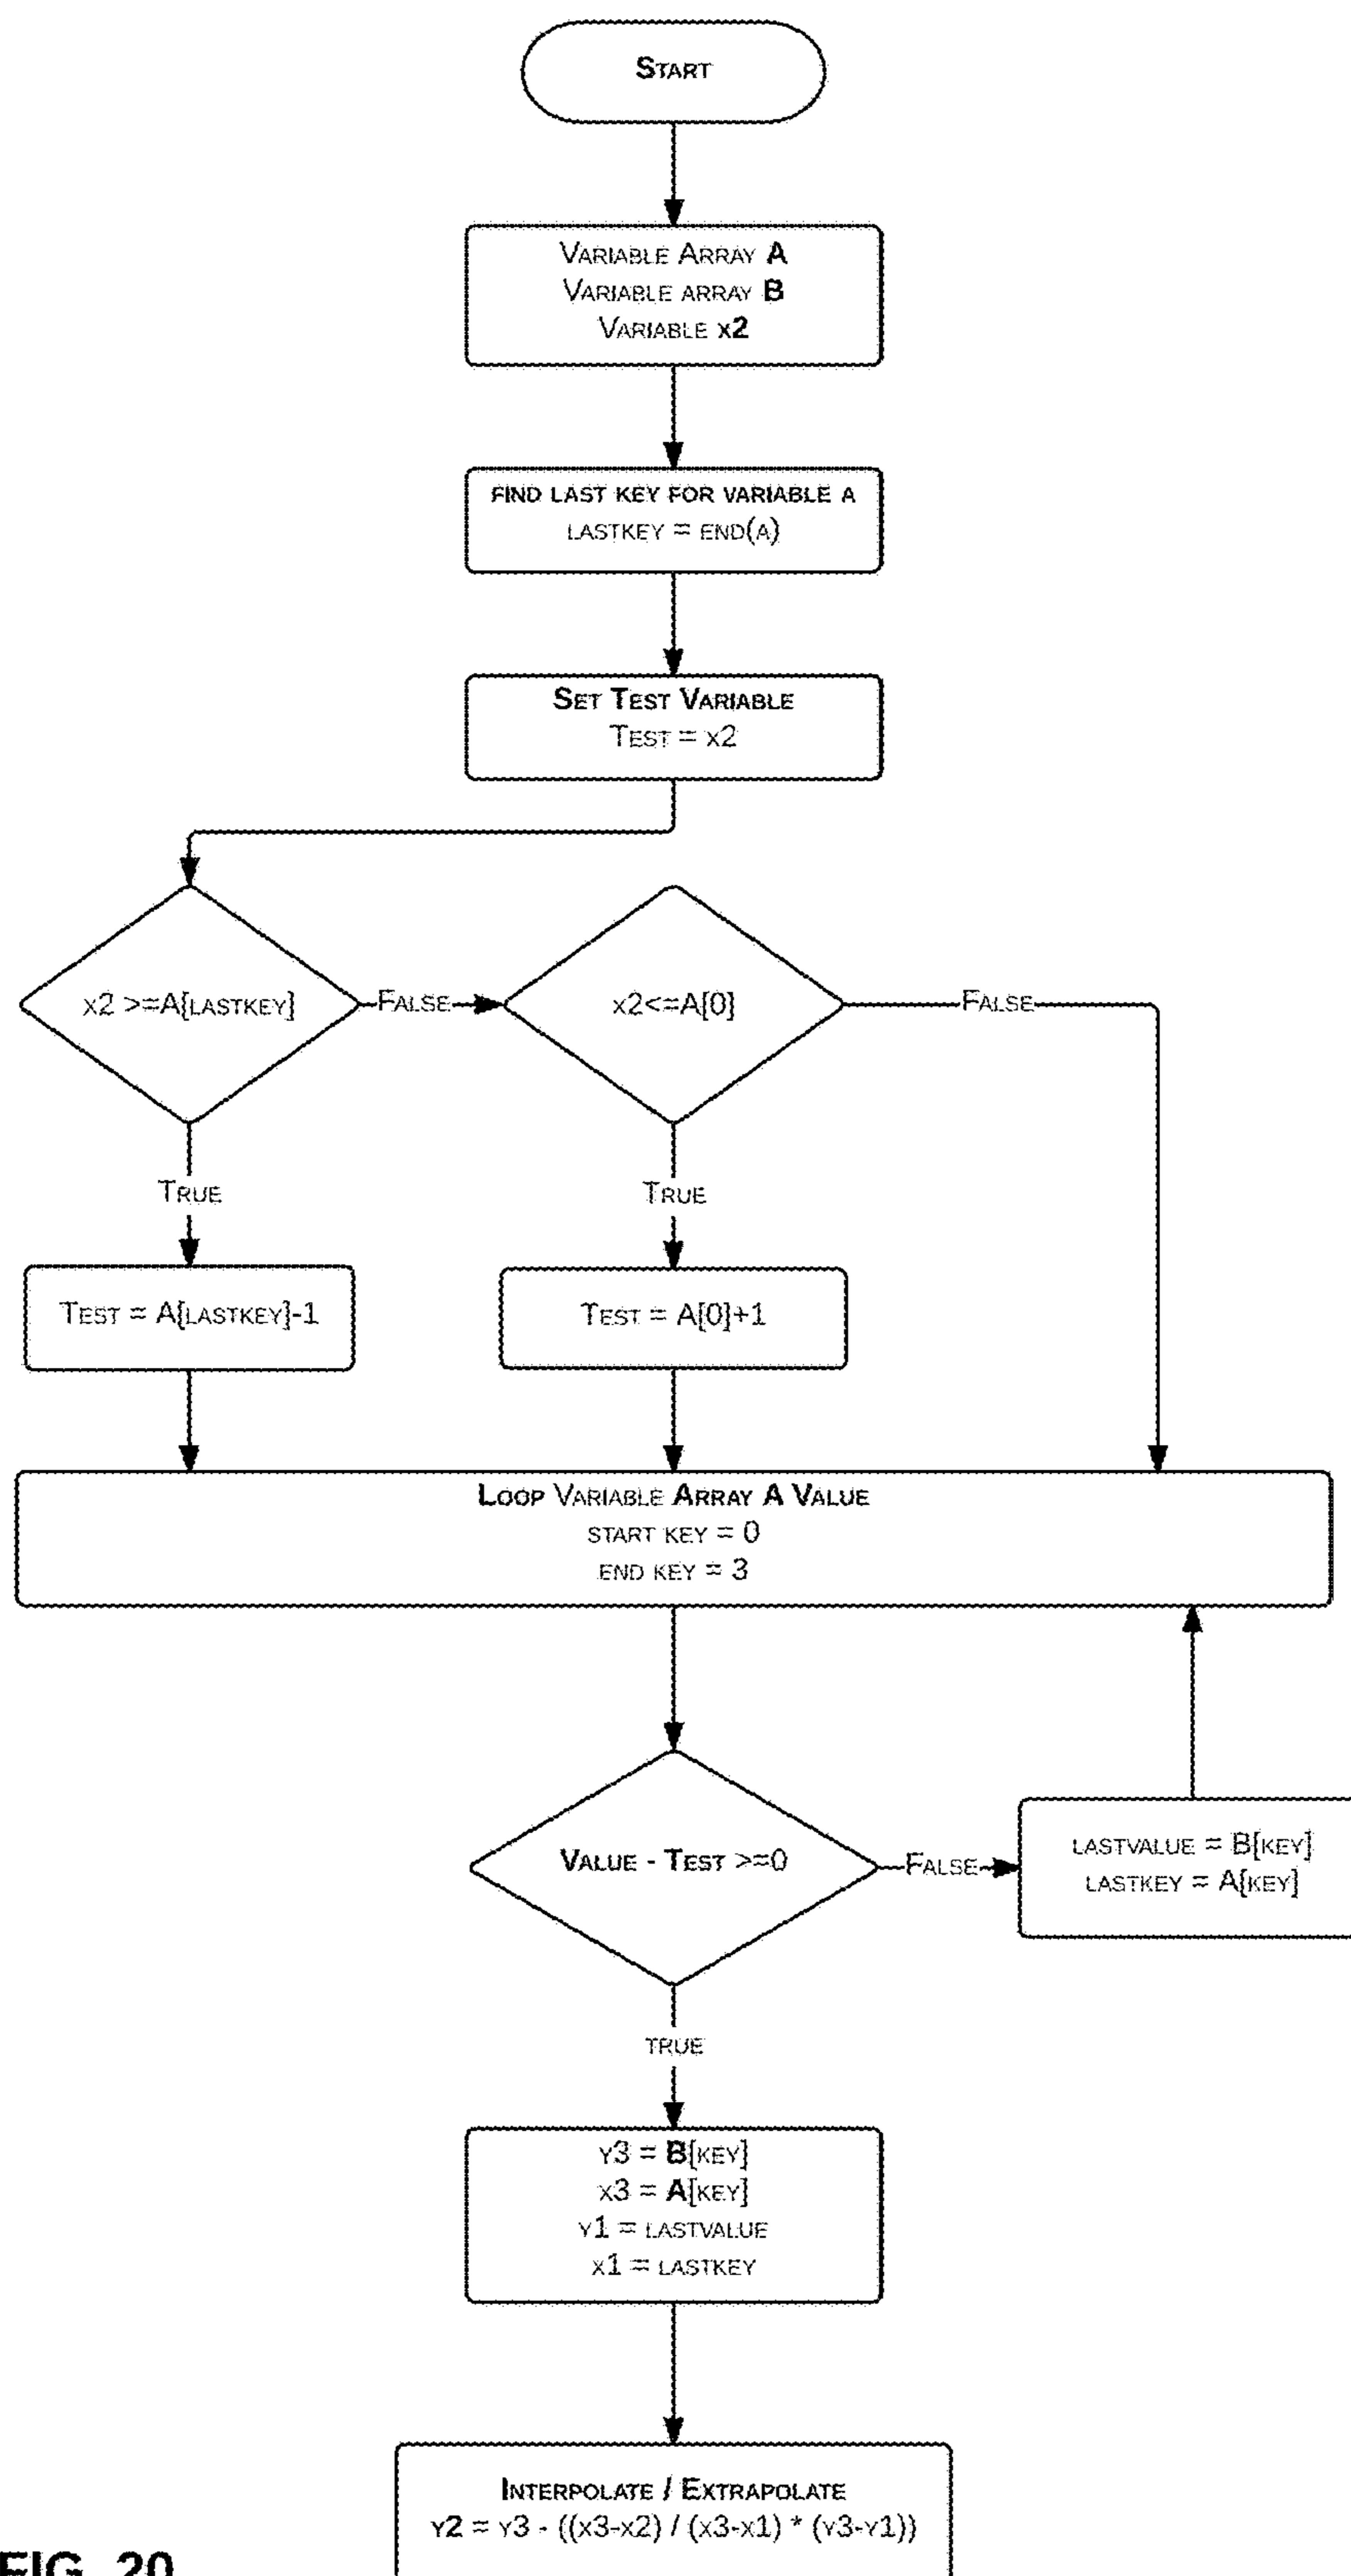 START
VARIABLE ARRAY A
VARIABLE ARRAY B
VARIABLE X2
FIND LAST KEY FOR VARIABLE A
LASTKEY = END(A)
SET TEST VARIABLE
TEST = X2
X2 >=A[LASTKEY]
FALSE
X2<=A[0]
FALSE
TRUE
TRUE
TEST = A[LASTKEY]-1
TEST = A[0]+1
LOOP VARIABLE ARRAY A VALUE
START KEY = 0
END KEY = 3
VALUE - TEST >=0
FALSE
LASTVALUE = B[KEY]
LASTKEY = A[KEY]
TRUE
Y3 = B[KEY]
X3 = A[KEY]
Y1 = LASTVALUE
X1 = LASTKEY
INTERPOLATE / EXTRAPOLATE
Y2 = Y3 - ((X3-X2) / (X3-X1) * (Y3-Y1))
FIG. 20